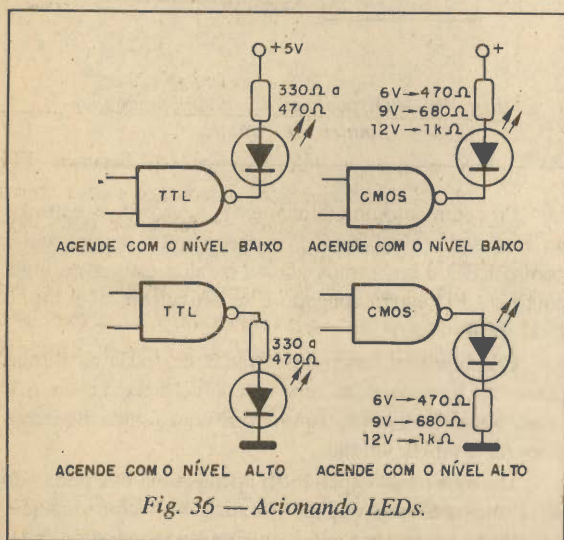 +5V
330Ω a
470Ω
TTL
ACENDE COM O NÍVEL BAIXO
+
6V→470Ω
9V→680Ω
12V→1kΩ
CMOS
ACENDE COM O NÍVEL BAIXO
TTL
330 a
470Ω
ACENDE COM O NÍVEL ALTO
CMOS
6V→470Ω
9V→680Ω
12V→1kΩ
ACENDE COM O NÍVEL ALTO
Fig. 36 — Acionando LEDs.